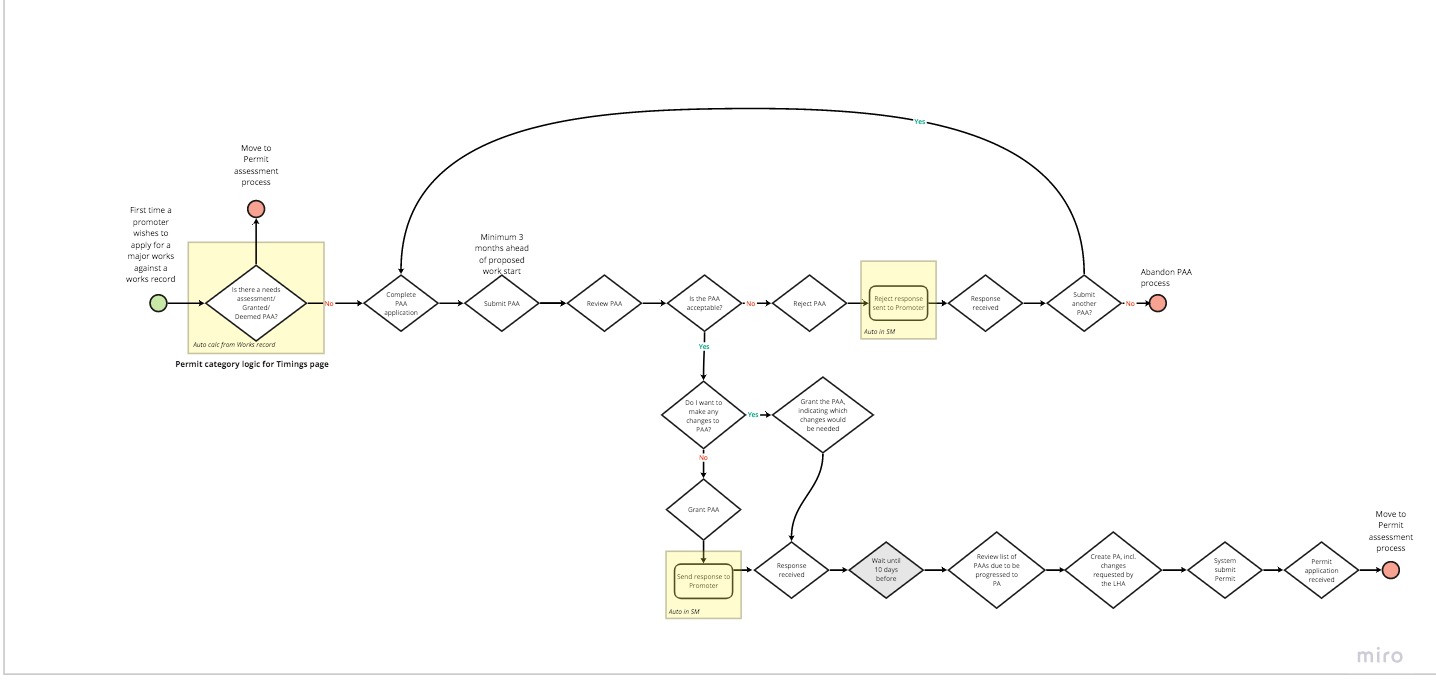 Yes
Move to
Permit
assessment
process
First time a
promoter
wishes to
apply for a
major works
against a
works record
Is there a needs
assessment/
Granted/
Deemed PAA?
Auto calc from Works record
Permit category logic for Timings page
No
Complete
PAA
application
Minimum 3
months ahead
of proposed
work start
Submit PAA
Review PAA
Is the PAA
acceptable?
No
Reject PAA
Reject response
sent to Promoter
Auto in SM
Response
received
Submit
another
PAA?
No
Abandon PAA
process
Yes
Do I want to
make any
changes to
PAA?
Yes
Grant the PAA,
indicating which
changes would
be needed
No
Grant PAA
Send response to
Promoter
Auto in SM
Response
received
Wait until
10 days
before
Review list of
PAAs due to be
progressed to
PA
Create PA, incl.
changes
requested by
the LHA
System
submit
Permit
Permit
application
received
Move to
Permit
assessment
process
miro